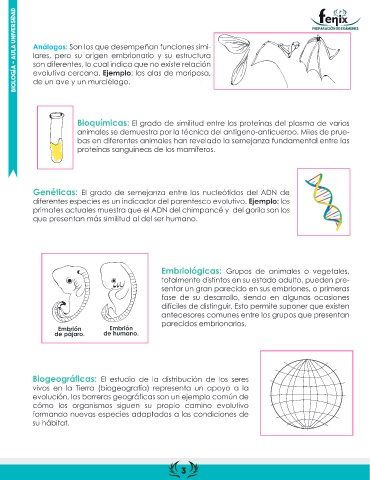 BIOLOGÍA - AULA UNIVERSIDAD
fenix
PREPARACIÓN DE EXÁMENES
Análogos: Son los que desempeñan funciones simi-
lares, pero su origen embrionario y su estructura
son diferentes, lo cual indica que no existe relación
evolutiva cercana. Ejemplo: las alas de mariposa,
de un ave y un murciélago.
Bioquímicas: El grado de similitud entre las proteínas del plasma de varios
animales se demuestra por la técnica del antígeno-anticuerpo. Miles de prue-
bas en diferentes animales han revelado la semejanza fundamental entre las
proteínas sanguíneas de los mamíferos.
Genéticas: El grado de semejanza entre los nucleótidos del ADN de
diferentes especies es un indicador del parentesco evolutivo. Ejemplo: los
primates actuales muestra que el ADN del chimpancé y del gorila son los
que presentan más similitud al del ser humano.
Embriológicas: Grupos de animales o vegetales,
totalmente distintos en su estado adulto, pueden pre-
sentar un gran parecido en sus embriones, o primeras
fase de su desarrollo, siendo en algunas ocasiones
difíciles de distinguir. Esto permite suponer que existen
antecesores comunes entre los grupos que presentan
parecidos embrionarios.
Embrión
de pájaro.
Embrión
de humano.
Biogeográficas: El estudio de la distribución de los seres
vivos en la Tierra (biogeografía) representa un apoyo a la
evolución, las barreras geográficas son un ejemplo común de
cómo los organismos siguen su propio camino evolutivo
formando nuevas especies adaptadas a las condiciones de
su hábitat.
3